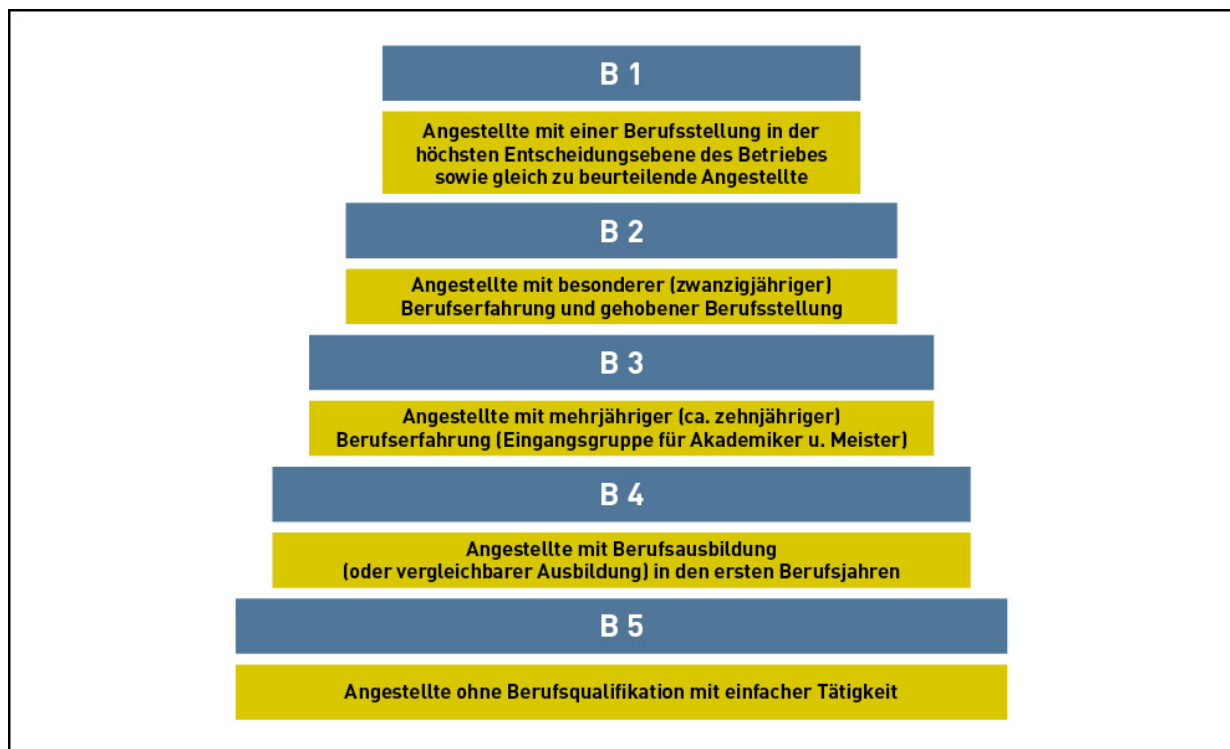 B 1
Angestellte mit einer Berufsstellung in der
höchsten Entscheidungsebene des Betriebes
sowie gleich zu beurteilende Angestellte
B 2
Angestellte mit besonderer (zwanzigjähriger)
Berufserfahrung und gehobener Berufsstellung
B 3
Angestellte mit mehrjähriger (ca. zehnjähriger)
Berufserfahrung (Eingangsgruppe für Akademiker u. Meister)
B 4
Angestellte mit Berufsausbildung
(oder vergleichbarer Ausbildung) in den ersten Berufsjahren
B 5
Angestellte ohne Berufsqualifikation mit einfacher Tätigkeit